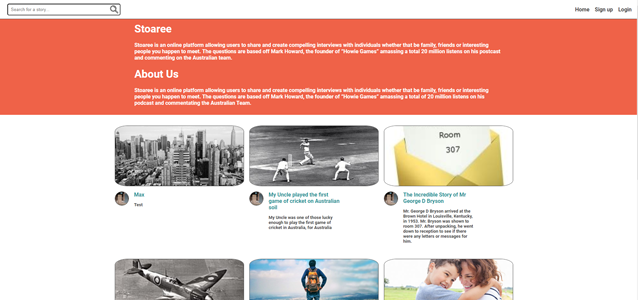 Search for a story...
Home Sign up Login
Stoaree
Stoaree is an online platform allowing users to share and create compelling interviews with individuals whether that be family, friends or interesting
people you happen to meet. The questions are based off Mark Howard, the founder of "Howie Games" amassing a total 20 million listens on his postcast
and commenting on the Australian team.
About Us
Stoaree is an online platform allowing users to share and create compelling interviews with individuals whether that be family, friends or interesting
people you happen to meet. The questions are based off Mark Howard, the founder of "Howie Games" amassing a total of 20 million listens on his
podcast and commentating the Australian Team.
Room
307
Test
My Uncle played the first
game of cricket on Australian
soil
My Uncle was one of those lucky
enough to play the first game of
cricket in Australia, for Australia
The Incredible Story of Mr
George D Bryson
Mr. George D Bryson arrived at the
Brown Hotel in Louisville, Kentucky,
in 1953. Mr. Bryson was shown to
room 307. After unpacking, he went
down to reception to see if there
were any letters or messages for
him.